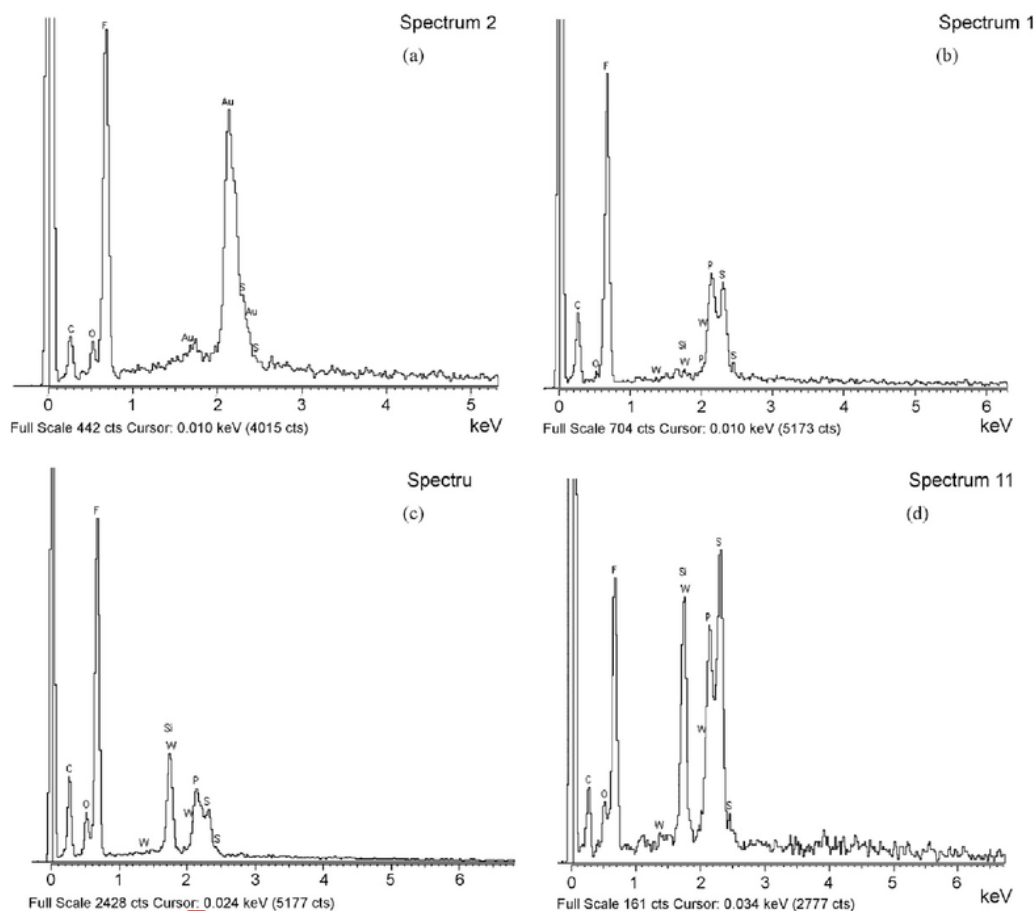 Spectrum 2
(a)
F
Au
S
Au
C
O
Au
S
0 1 2 3 4 5
keV
Full Scale 442 cts Cursor: 0.010 keV (4015 cts)
Spectrum 1
(b)
F
P
S
C
W
Si
O
W
W
P
S
0 1 2 3 4 5 6
keV
Full Scale 704 cts Cursor: 0.010 keV (5173 cts)
Spectru
(c)
F
Si
W
C
P
S
O
W
W
S
0 1 2 3 4 5 6
keV
Full Scale 2428 cts Cursor: 0.024 keV (5177 cts)
Spectrum 11
(d)
S
F
Si
W
P
W
C
O
W
S
0 1 2 3 4 5 6
keV
Full Scale 161 cts Cursor: 0.034 keV (2777 cts)